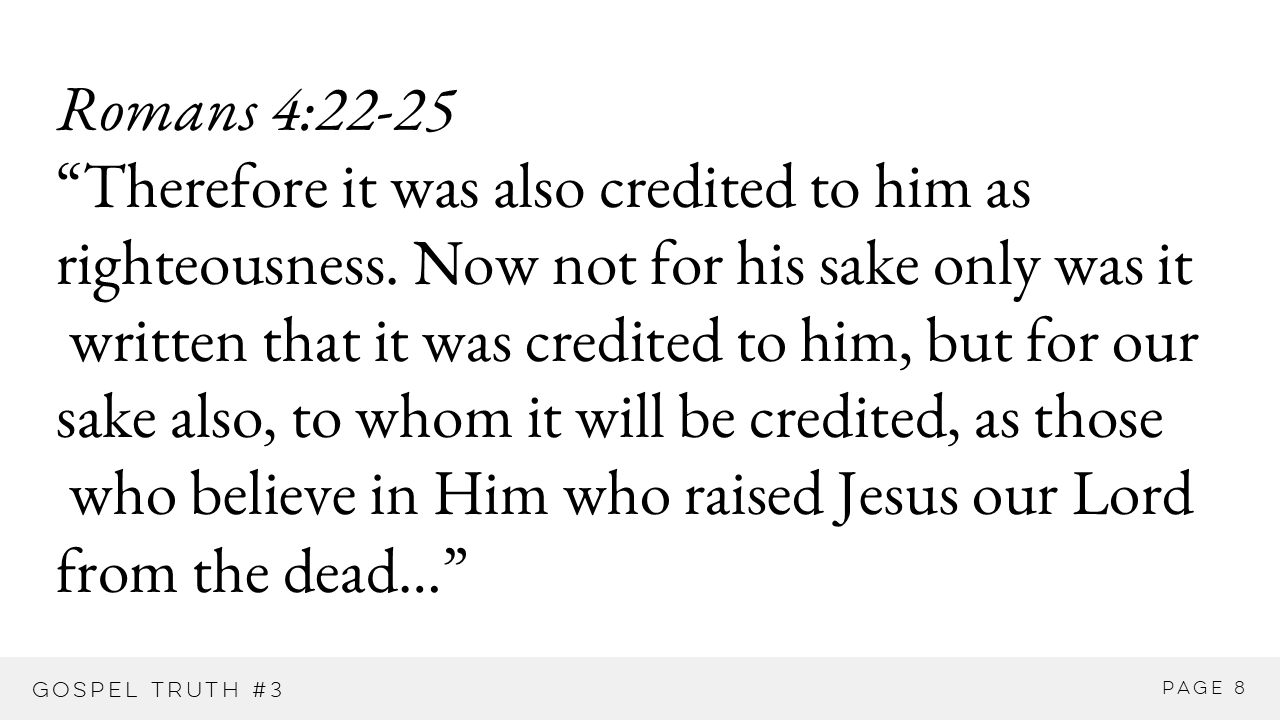 Romans 4:22-25
“Therefore it was also credited to him as
righteousness. Now not for his sake only was it
written that it was credited to him, but for our
sake also, to whom it will be credited, as those
who believe in Him who raised Jesus our Lord
from the dead...”
GOSPEL TRUTH #3
PAGE 8